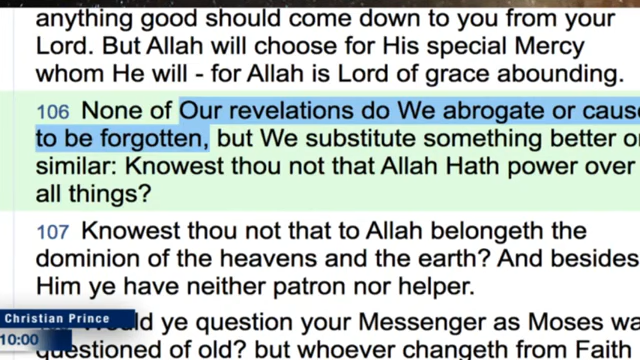 anything good should come down to you from your
Lord. But Allah will choose for His special Mercy
whom He will - for Allah is Lord of grace abounding.
106 None of Our revelations do We abrogate or cause
to be forgotten, but We substitute something better or
similar: Knowest thou not that Allah Hath power over
all things?
107 Knowest thou not that to Allah belongeth the
dominion of the heavens and the earth? And besides
Him ye have neither patron nor helper.
ye question your Messenger as Moses wa
questioned of old? but whoever changeth from Faith
Christian Prince
10:00